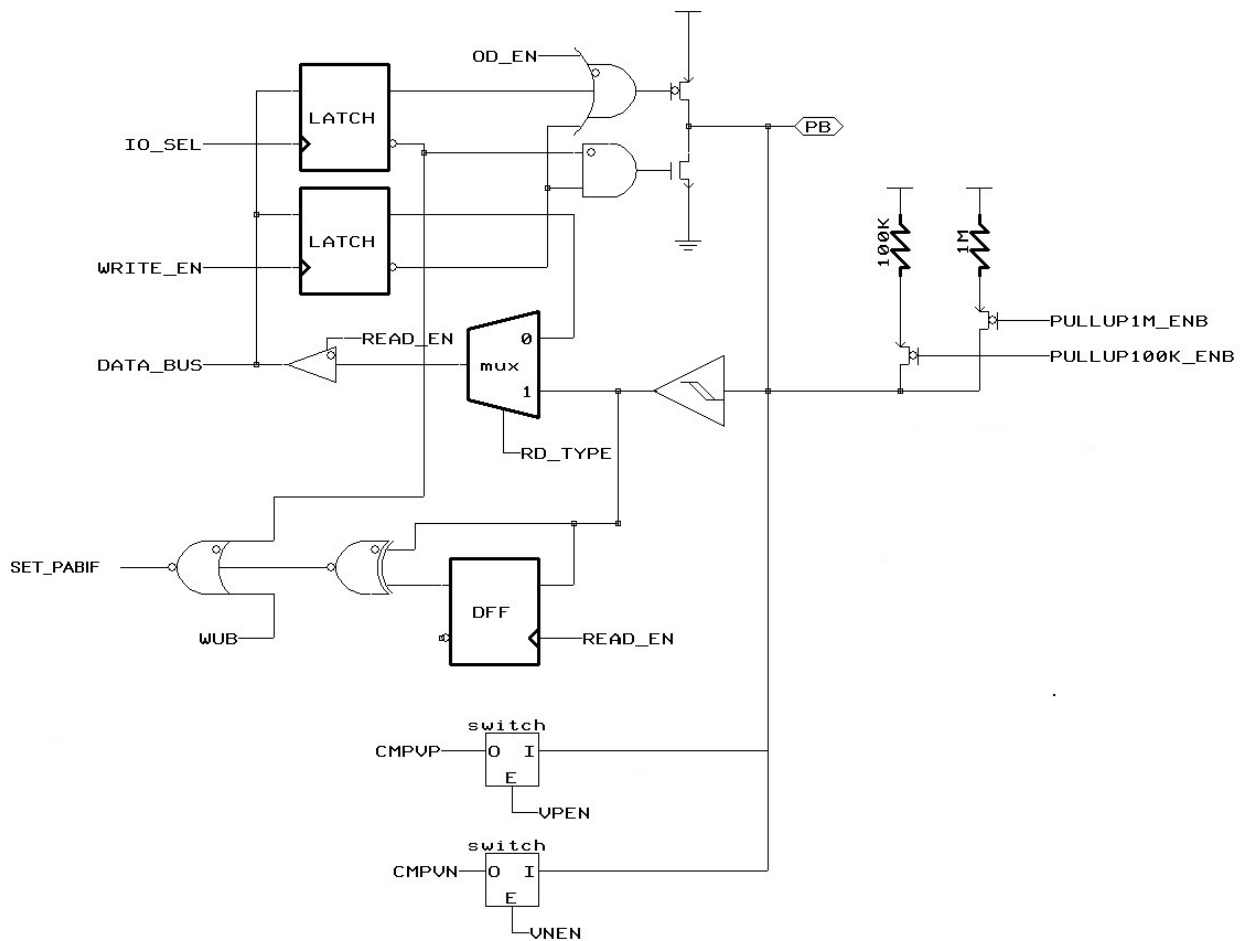 OD_EN
LATCH
PB
IO_SEL
LATCH
WRITE_EN
100K
1M
READ_EN
0
PULLUP1M_ENB
DATA_BUS
mux
PULLUP100K_ENB
1
RD_TYPE
SET_PABIF
DFF
WUB
READ_EN
switch
CMPVP
O I
E
VPEN
switch
CMPVN
O I
E
VNEN